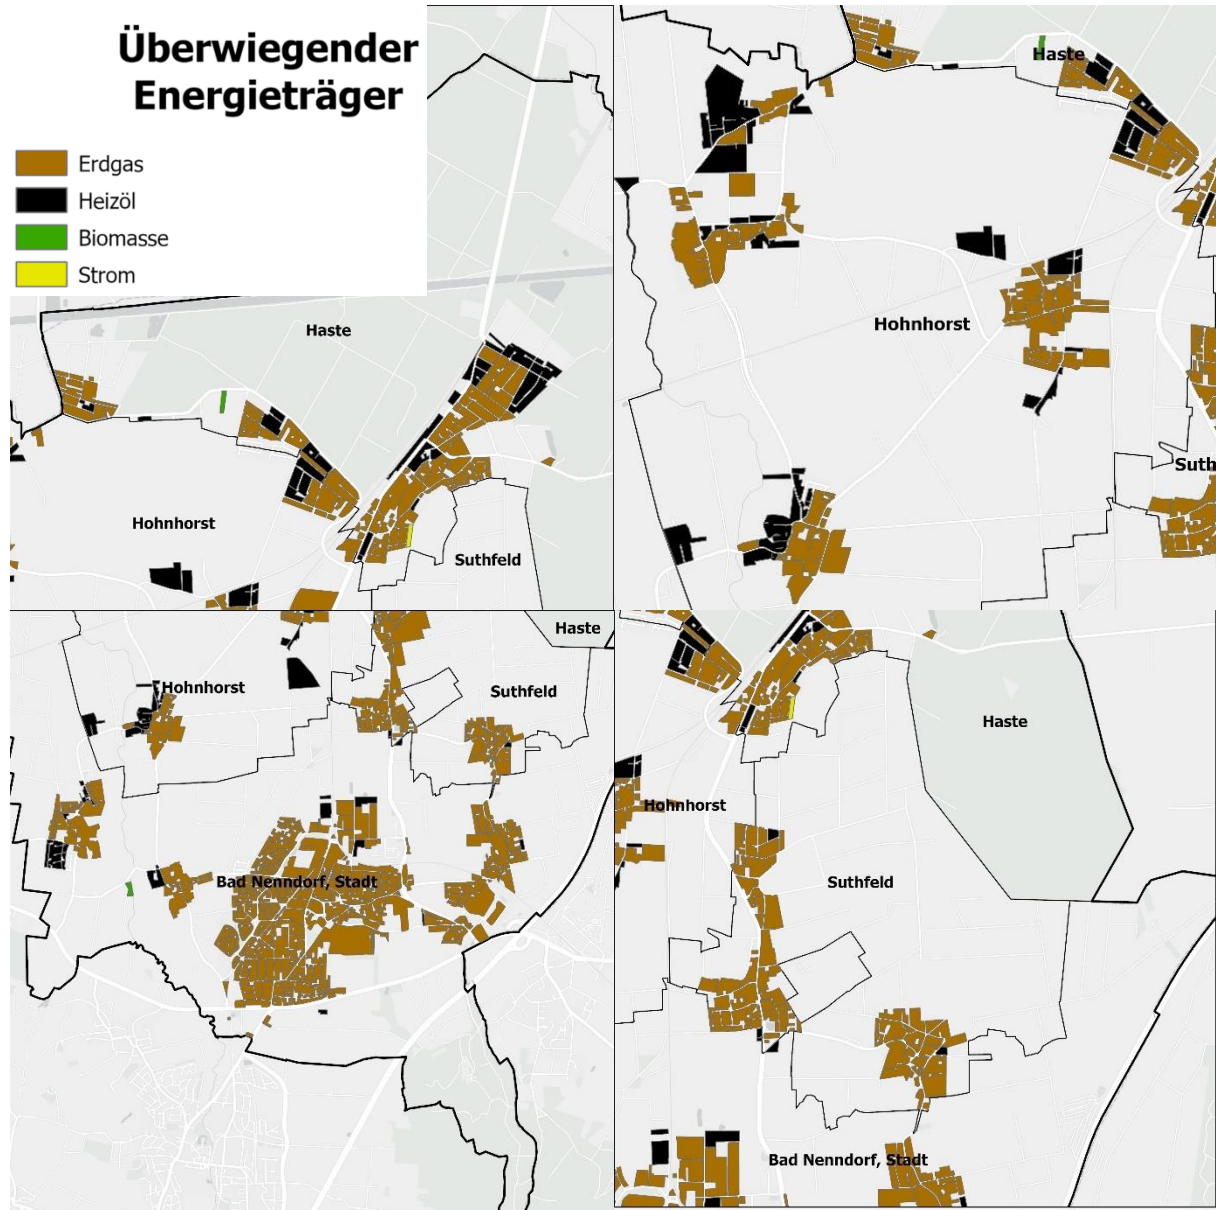 Überwiegender
Energieträger
Erdgas
Heizöl
Biomasse
Strom
Haste
Hohnhorst
Suthfeld
Haste
Hohnhorst
Suth
Haste
Hohnhorst
Suthfeld
Bad Nenndorf, Stadt
Haste
Hohnhorst
Suthfeld
Bad Nenndorf, Stadt